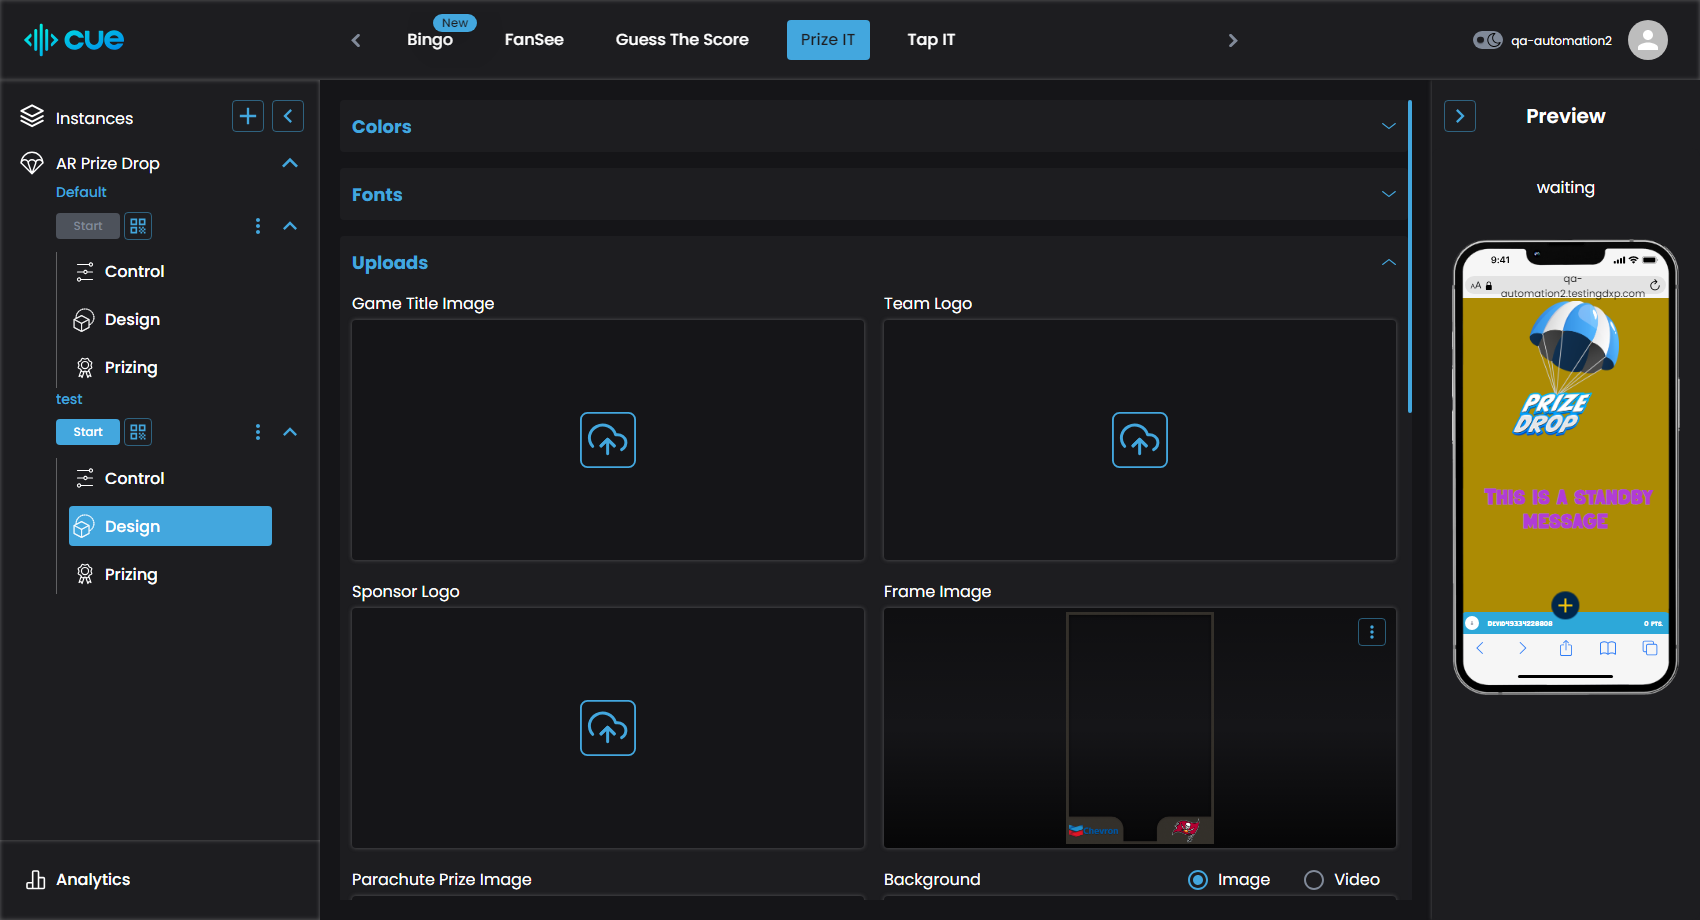 cue
New
Bingo
FanSee
Guess The Score
Prize IT
Tap IT
qa-automation2
Instances
AR Prize Drop
Default
Start
Control
Design
Prizing
test
Start
Control
Design
Prizing
Analytics
Colors
Fonts
Uploads
Game Title Image
Team Logo
Sponsor Logo
Frame Image
Chevron
Parachute Prize Image
Background
Image
Video
Preview
waiting
9:41
AA
qa-
automation2.testingdxp.com
PRIZE
DROP
THIS IS A STANDBY
MESSAGE
DEVID49334228808
0 PTS.